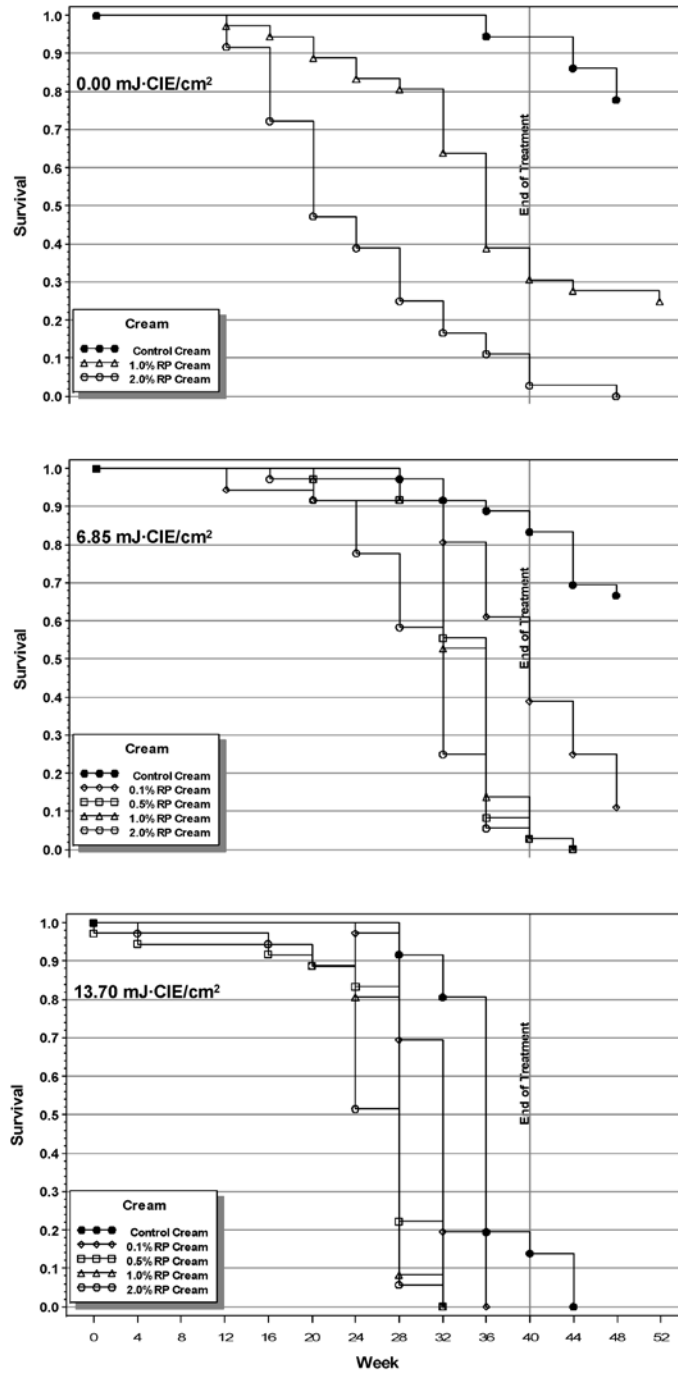 1.0
0.9
0.00 mJ·CIE/cm²
0.8
0.7
0.6
0.5
0.4
0.3
0.2
0.1
0.0
Survival
End of Treatment
Cream
Control Cream
1.0% RP Cream
2.0% RP Cream
1.0
0.9
6.85 mJ·CIE/cm²
0.8
0.7
0.6
0.5
0.4
0.3
0.2
0.1
0.0
Survival
End of Treatment
Cream
Control Cream
0.1% RP Cream
0.5% RP Cream
1.0% RP Cream
2.0% RP Cream
1.0
0.9
13.70 mJ·CIE/cm²
0.8
0.7
0.6
0.5
0.4
0.3
0.2
0.1
0.0
Survival
End of Treatment
Cream
Control Cream
0.1% RP Cream
0.5% RP Cream
1.0% RP Cream
2.0% RP Cream
0 4 8 12 16 20 24 28 32 36 40 44 48 52
Week